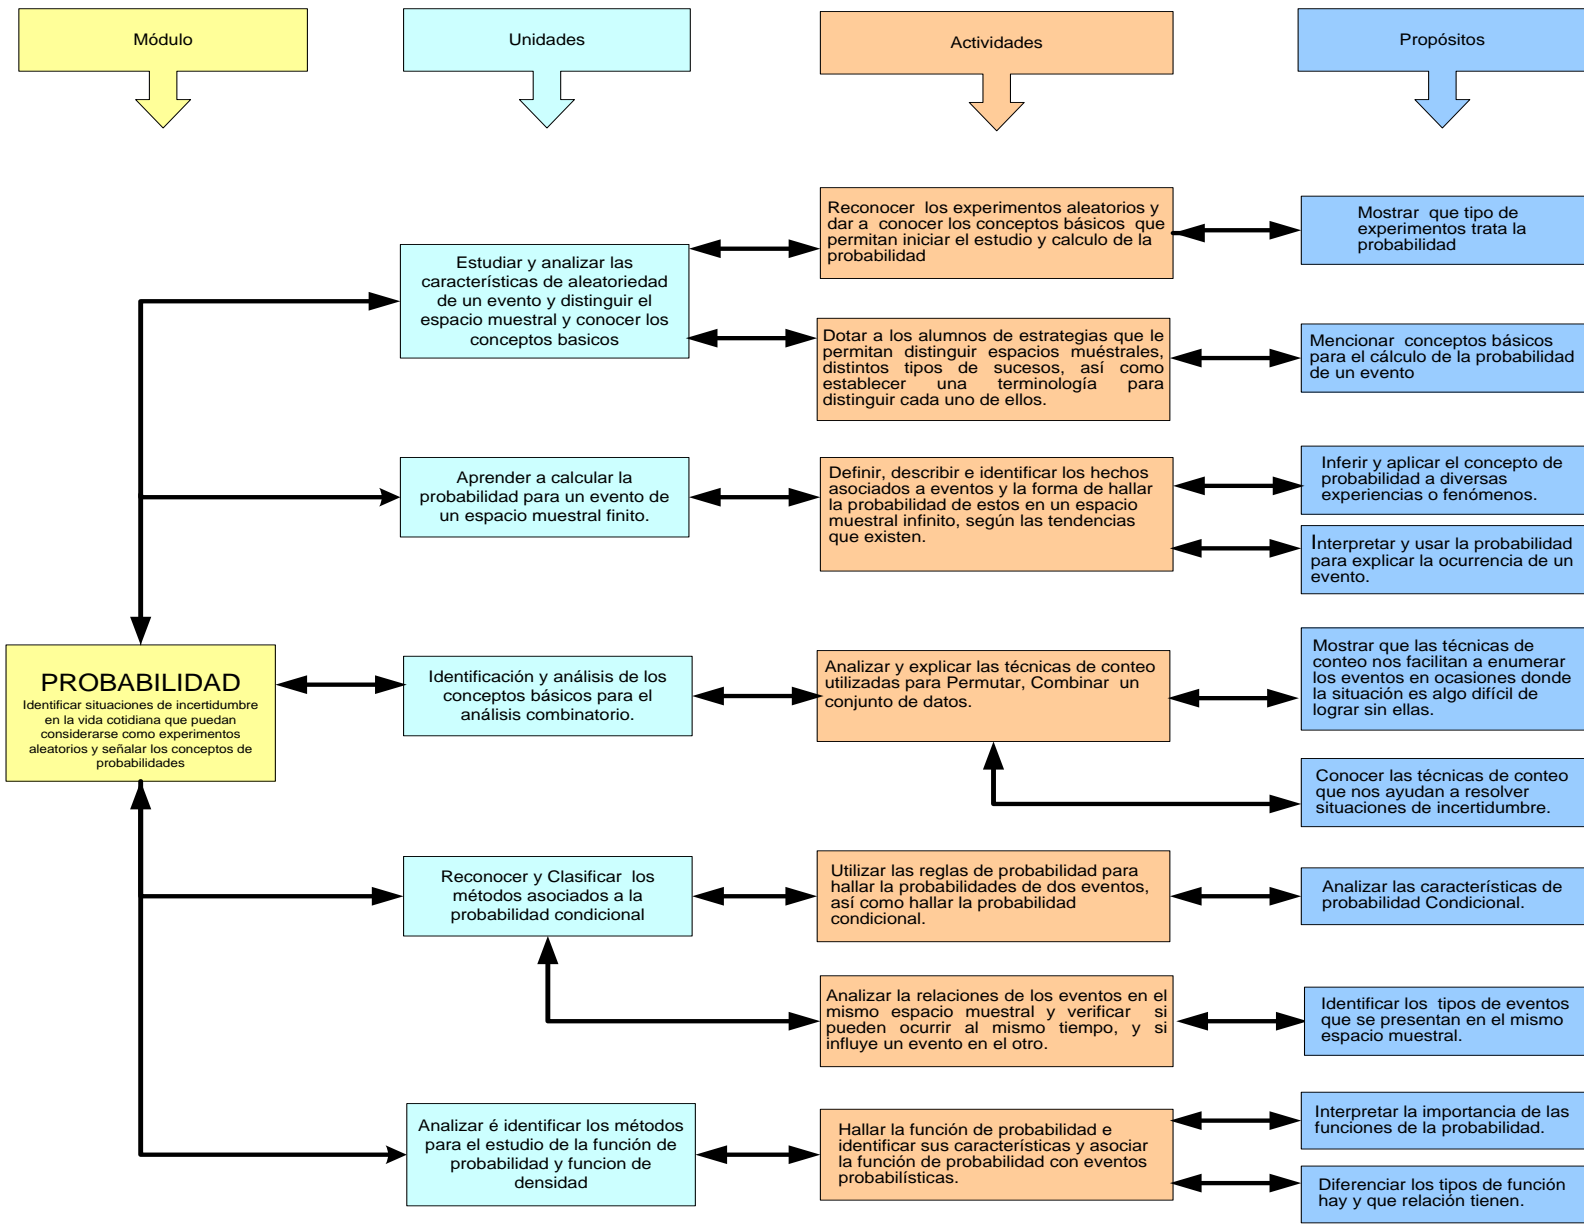 Módulo
Unidades
Actividades
Propósitos
Reconocer los experimentos aleatorios y
dar a conocer los conceptos básicos que
permitan iniciar el estudio y calculo de la
probabilidad
Mostrar que tipo de
experimentos trata la
probabilidad
Estudiar y analizar las
características de aleatoriedad
de un evento y distinguir el
espacio muestral y conocer los
conceptos basicos
Dotar a los alumnos de estrategias que le
permitan distinguir espacios muéstrales,
distintos tipos de sucesos, así como
establecer una terminología para
distinguir cada uno de ellos.
Mencionar conceptos básicos
para el cálculo de la probabilidad
de un evento
Aprender a calcular la
probabilidad para un evento de
un espacio muestral finito.
Definir, describir e identificar los hechos
asociados a eventos y la forma de hallar
la probabilidad de estos en un espacio
muestral infinito, según las tendencias
que existen.
Inferir y aplicar el concepto de
probabilidad a diversas
experiencias o fenómenos.
Interpretar y usar la probabilidad
para explicar la ocurrencia de un
evento.
PROBABILIDAD
Identificar situaciones de incertidumbre
en la vida cotidiana que puedan
considerarse como experimentos
aleatorios y señalar los conceptos de
probabilidades
Identificación y análisis de los
conceptos básicos para el
análisis combinatorio.
Analizar y explicar las técnicas de conteo
utilizadas para Permutar, Combinar un
conjunto de datos.
Mostrar que las técnicas de
conteo nos facilitan a enumerar
los eventos en ocasiones donde
la situación es algo difícil de
lograr sin ellas.
Conocer las técnicas de conteo
que nos ayudan a resolver
situaciones de incertidumbre.
Reconocer y Clasificar los
métodos asociados a la
probabilidad condicional
Utilizar las reglas de probabilidad para
hallar la probabilidades de dos eventos,
así como hallar la probabilidad
condicional.
Analizar las características de
probabilidad Condicional.
Analizar la relaciones de los eventos en el
mismo espacio muestral y verificar si
pueden ocurrir al mismo tiempo, y si
influye un evento en el otro.
Identificar los tipos de eventos
que se presentan en el mismo
espacio muestral.
Analizar é identificar los métodos
para el estudio de la función de
probabilidad y funcion de
densidad
Hallar la función de probabilidad e
identificar sus características y asociar
la función de probabilidad con eventos
probabilísticas.
Interpretar la importancia de las
funciones de la probabilidad.
Diferenciar los tipos de función
hay y que relación tienen.